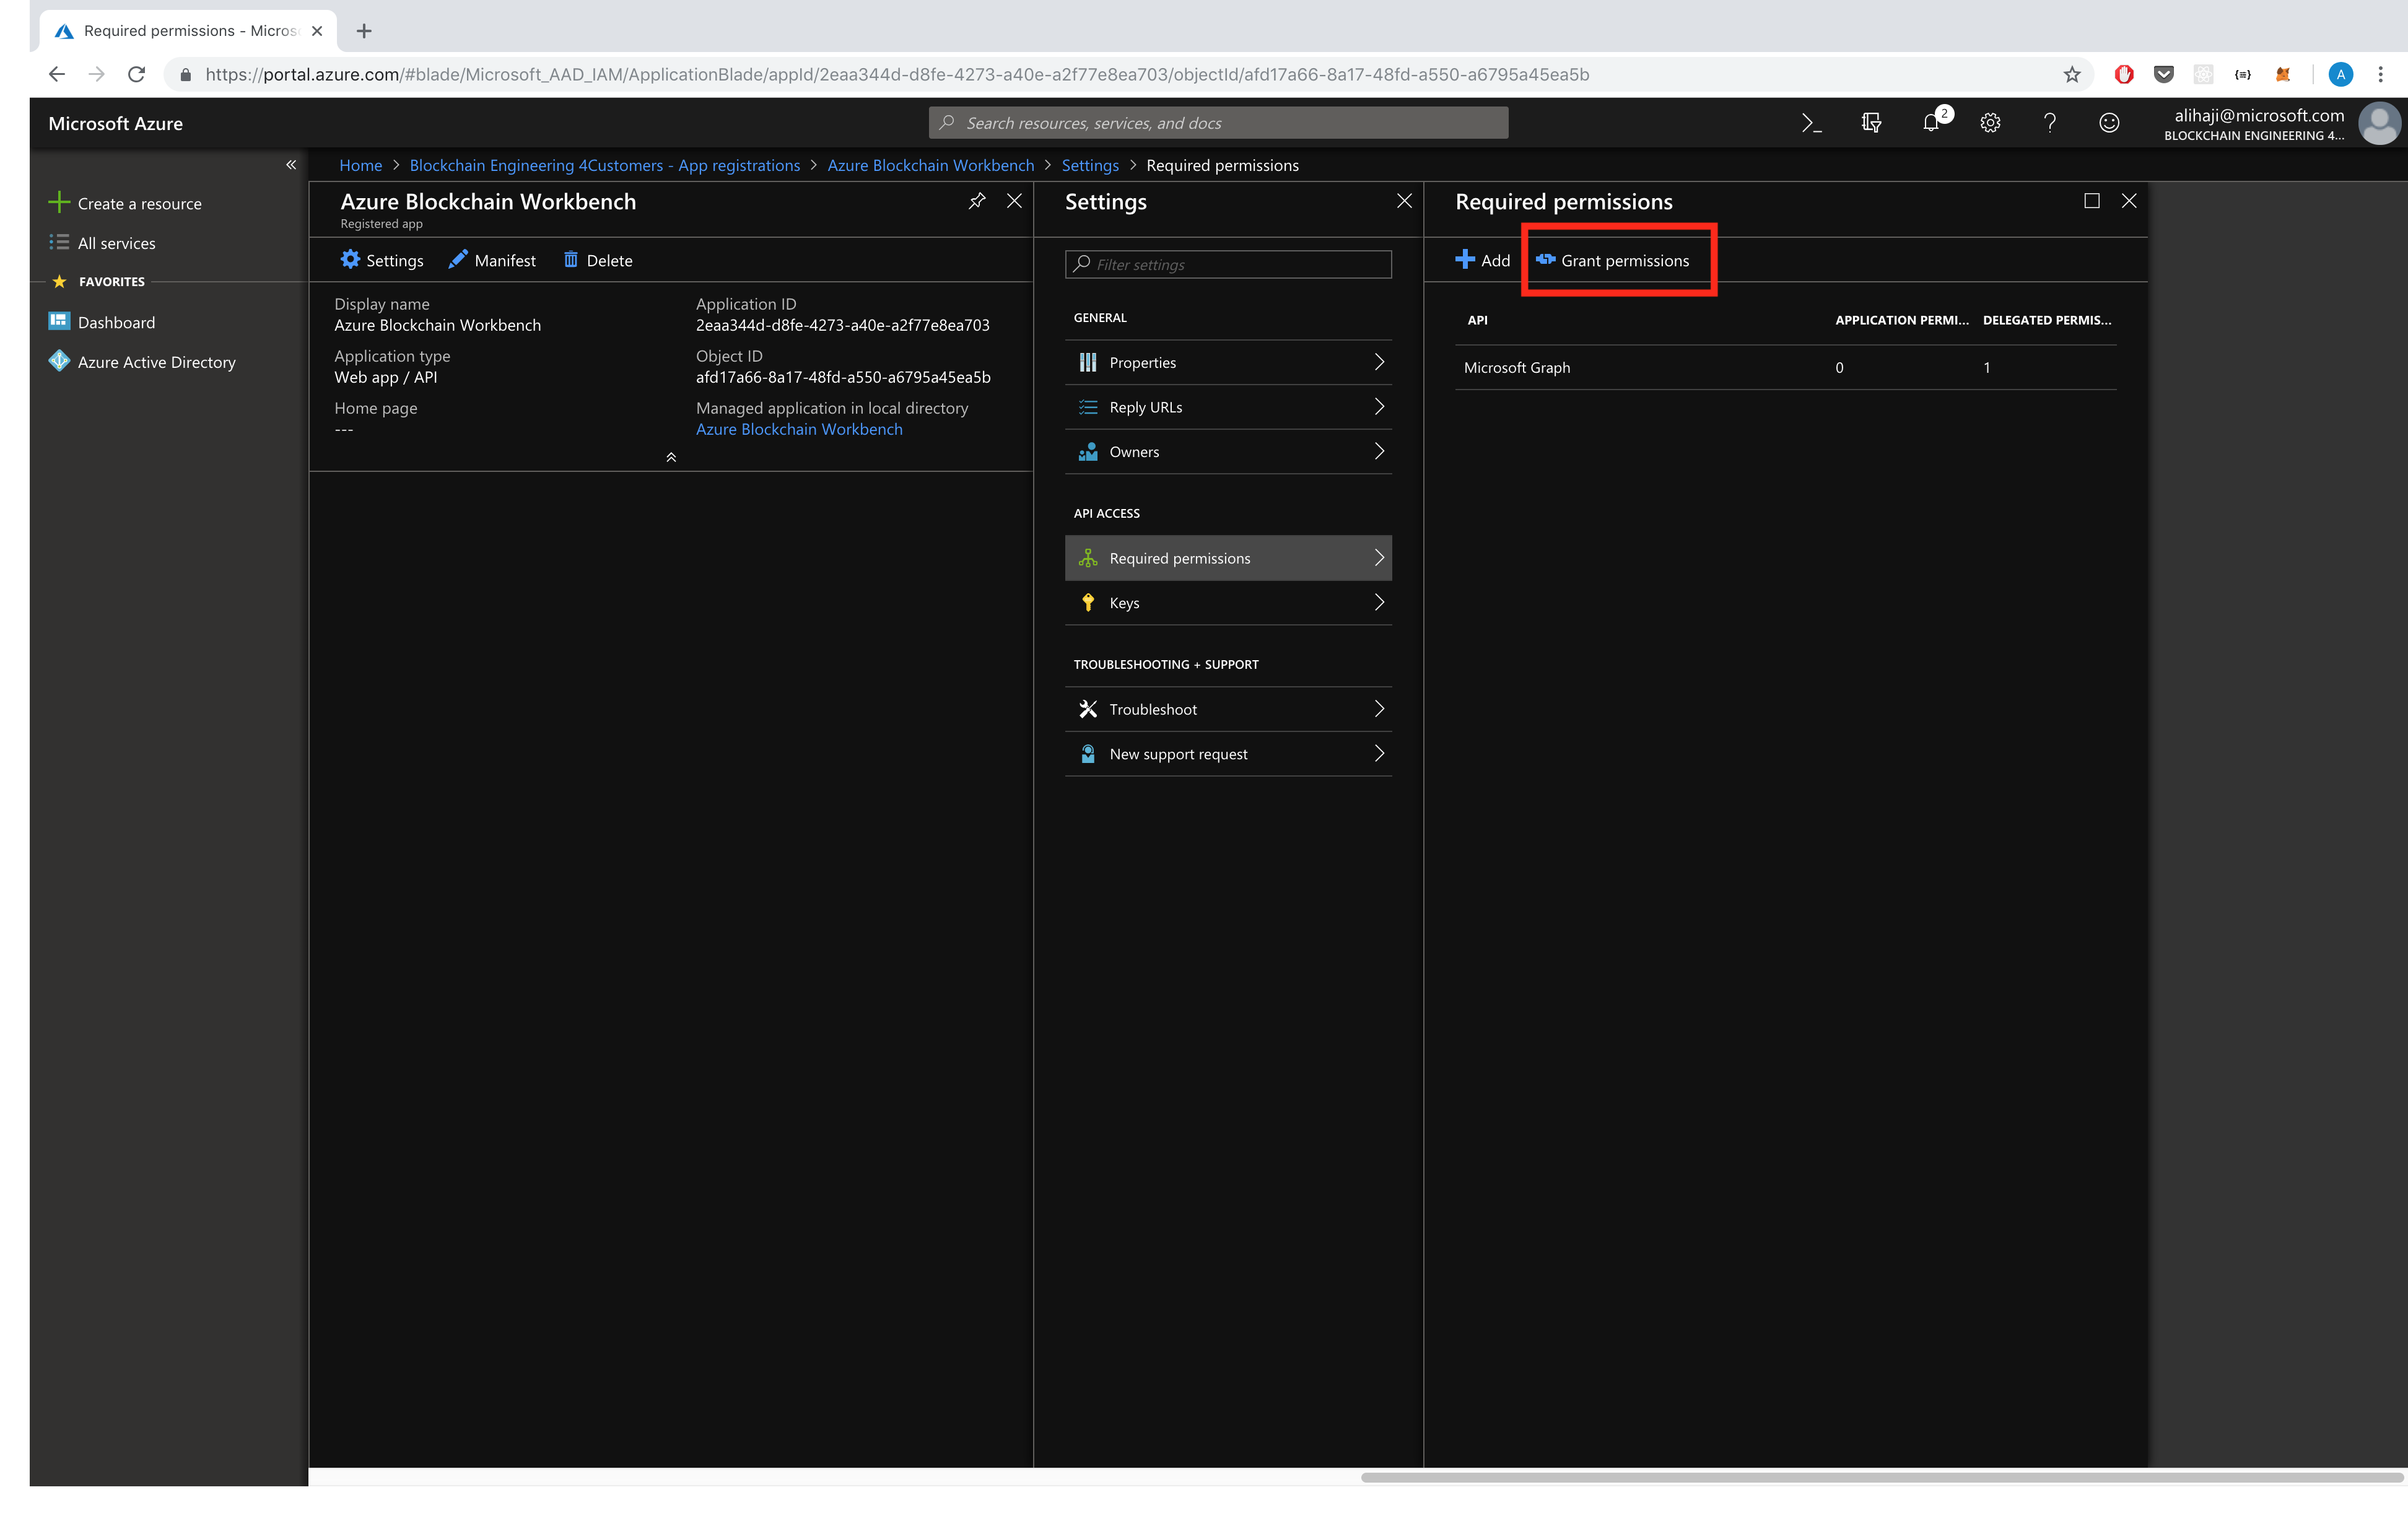 Required permissions - Micros
https://portal.azure.com/#blade/Microsoft_AAD_IAM/ApplicationBlade/appId/2eaa344d-d8fe-4273-a40e-a2f77e8ea703/objectId/afd17a66-8a17-48fd-a550-a6795a45ea5b
A
Microsoft Azure
Search resources, services, and docs
2
alihaji@microsoft.com
BLOCKCHAIN ENGINEERING 4...
Home > Blockchain Engineering 4Customers - App registrations > Azure Blockchain Workbench > Settings > Required permissions
Create a resource
All services
FAVORITES
Dashboard
Azure Active Directory
Azure Blockchain Workbench
Registered app
Settings Manifest Delete
Display name
Azure Blockchain Workbench
Application type
Web app / API
Home page
---
Application ID
2eaa344d-d8fe-4273-a40e-a2f77e8ea703
Object ID
afd17a66-8a17-48fd-a550-a6795a45ea5b
Managed application in local directory
Azure Blockchain Workbench
Settings
Filter settings
GENERAL
Properties
Reply URLs
Owners
API ACCESS
Required permissions
Keys
TROUBLESHOOTING + SUPPORT
Troubleshoot
New support request
Required permissions
Add Grant permissions
API APPLICATION PERMI... DELEGATED PERMIS...
Microsoft Graph 0 1